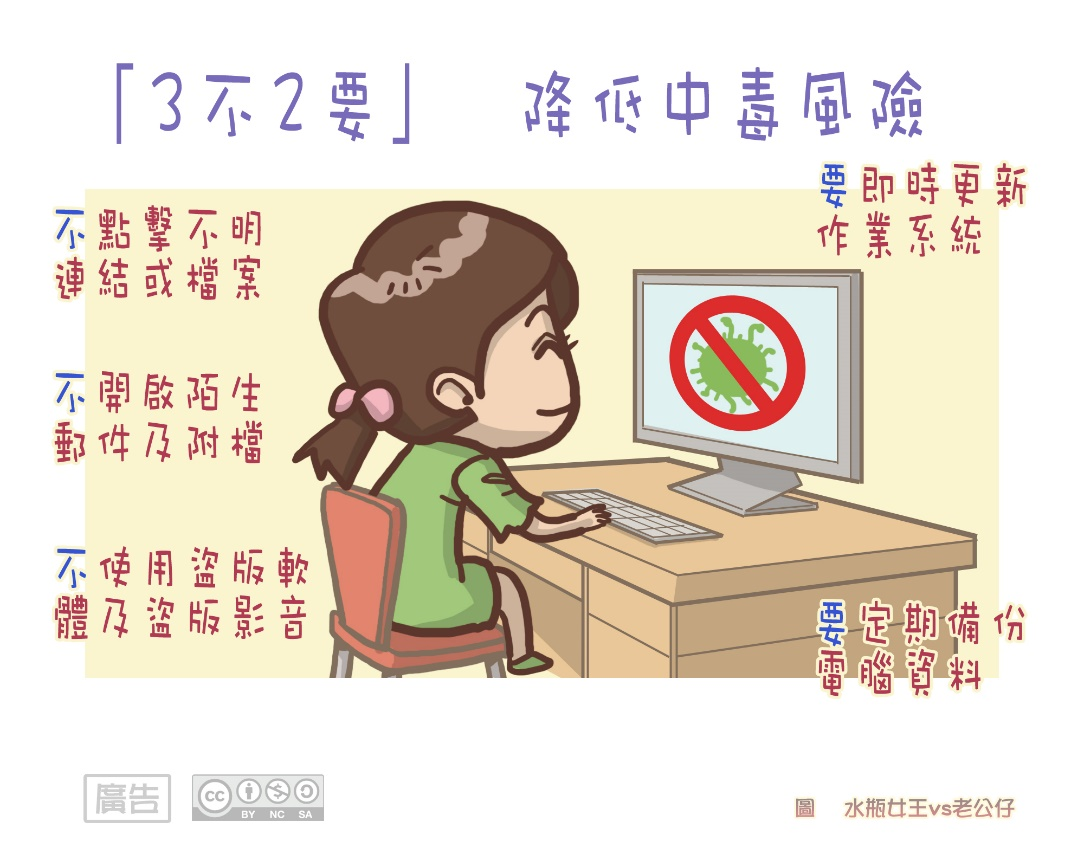 「3不2要」 降低中毒風險
不點擊不明
連結或檔案
不開啟陌生
郵件及附檔
不使用盜版軟
體及盜版影音
要即時更新
作業系統
要定期備份
電腦資料
廣告
cc BY NC SA
圖 水瓶女王vs老公仔